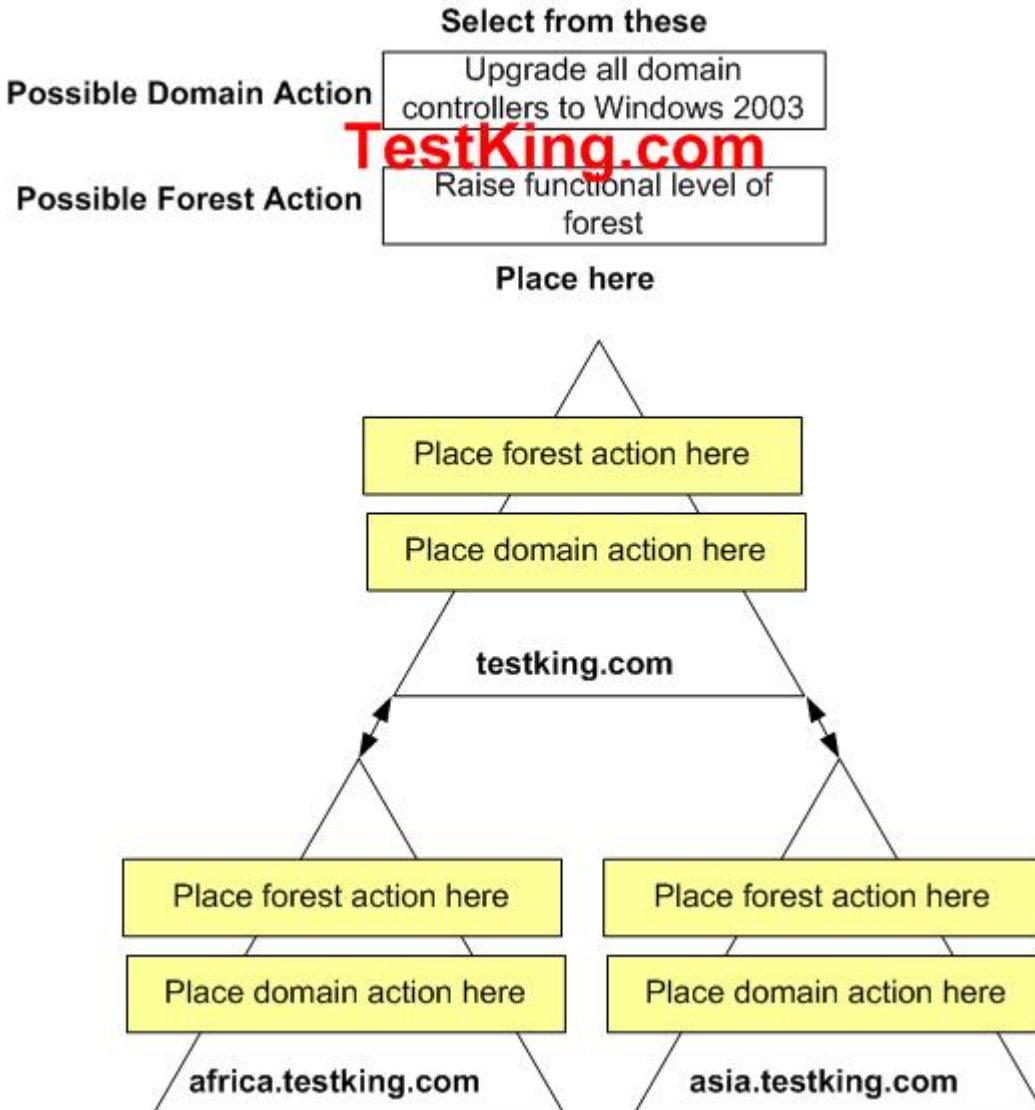 Select from these
Possible Domain Action
Upgrade all domain
controllers to Windows 2003
TestKing.com
Possible Forest Action
Raise functional level of
forest
Place here
Place forest action here
Place domain action here
testking.com
Place forest action here
Place forest action here
Place domain action here
Place domain action here
africa.testking.com
asia.testking.com